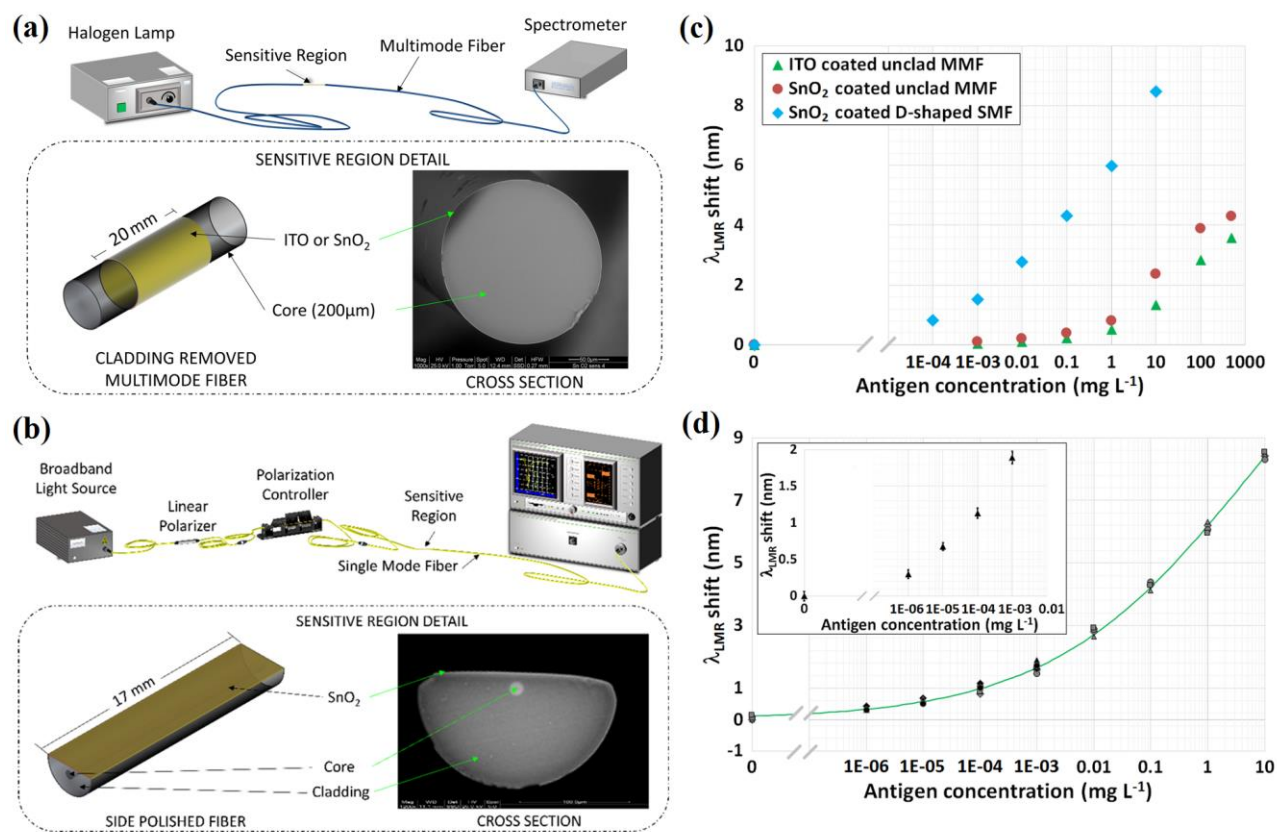 (a)
Halogen Lamp
Sensitive Region
Multimode Fiber
Spectrometer
SENSITIVE REGION DETAIL
20 mm
ITO or SnO₂
Core (200µm)
CLADDING REMOVED
MULTIMODE FIBER
CROSS SECTION
(b)
Broadband
Light Source
Linear
Polarizer
Polarization
Controller
Sensitive
Region
Single Mode Fiber
SENSITIVE REGION DETAIL
17 mm
SnO₂
Core
Cladding
SIDE POLISHED FIBER
CROSS SECTION
(c)
10
8
6
4
2
0
λLMR shift (nm)
ITO coated unclad MMF
SnO₂ coated unclad MMF
SnO₂ coated D-shaped SMF
0 1E-04 1E-03 0.01 0.1 1 10 100 1000
Antigen concentration (mg L⁻¹)
(d)
9
7
5
3
1
0
-1
λLMR shift (nm)
2
1.5
1
0.5
0
λLMR shift (nm)
0 1E-06 1E-05 1E-04 1E-03 0.01
Antigen concentration (mg L⁻¹)
0 1E-06 1E-05 1E-04 1E-03 0.01 0.1 1 10
Antigen concentration (mg L⁻¹)